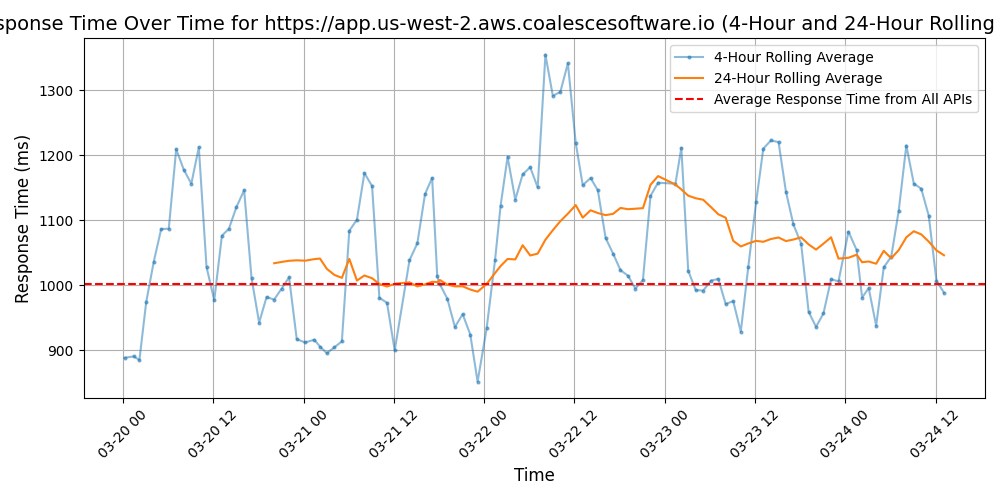 sponse Time Over Time for https://app.us-west-2.aws.coalescesoftware.io (4-Hour and 24-Hour Rolling
4-Hour Rolling Average
24-Hour Rolling Average
Average Response Time from All APIs
Response Time (ms)
1300
1200
1100
1000
900
03-20 00
03-20 12
03-21 00
03-21 12
03-22 00
03-22 12
03-23 00
03-23 12
03-24 00
03-24 12
Time